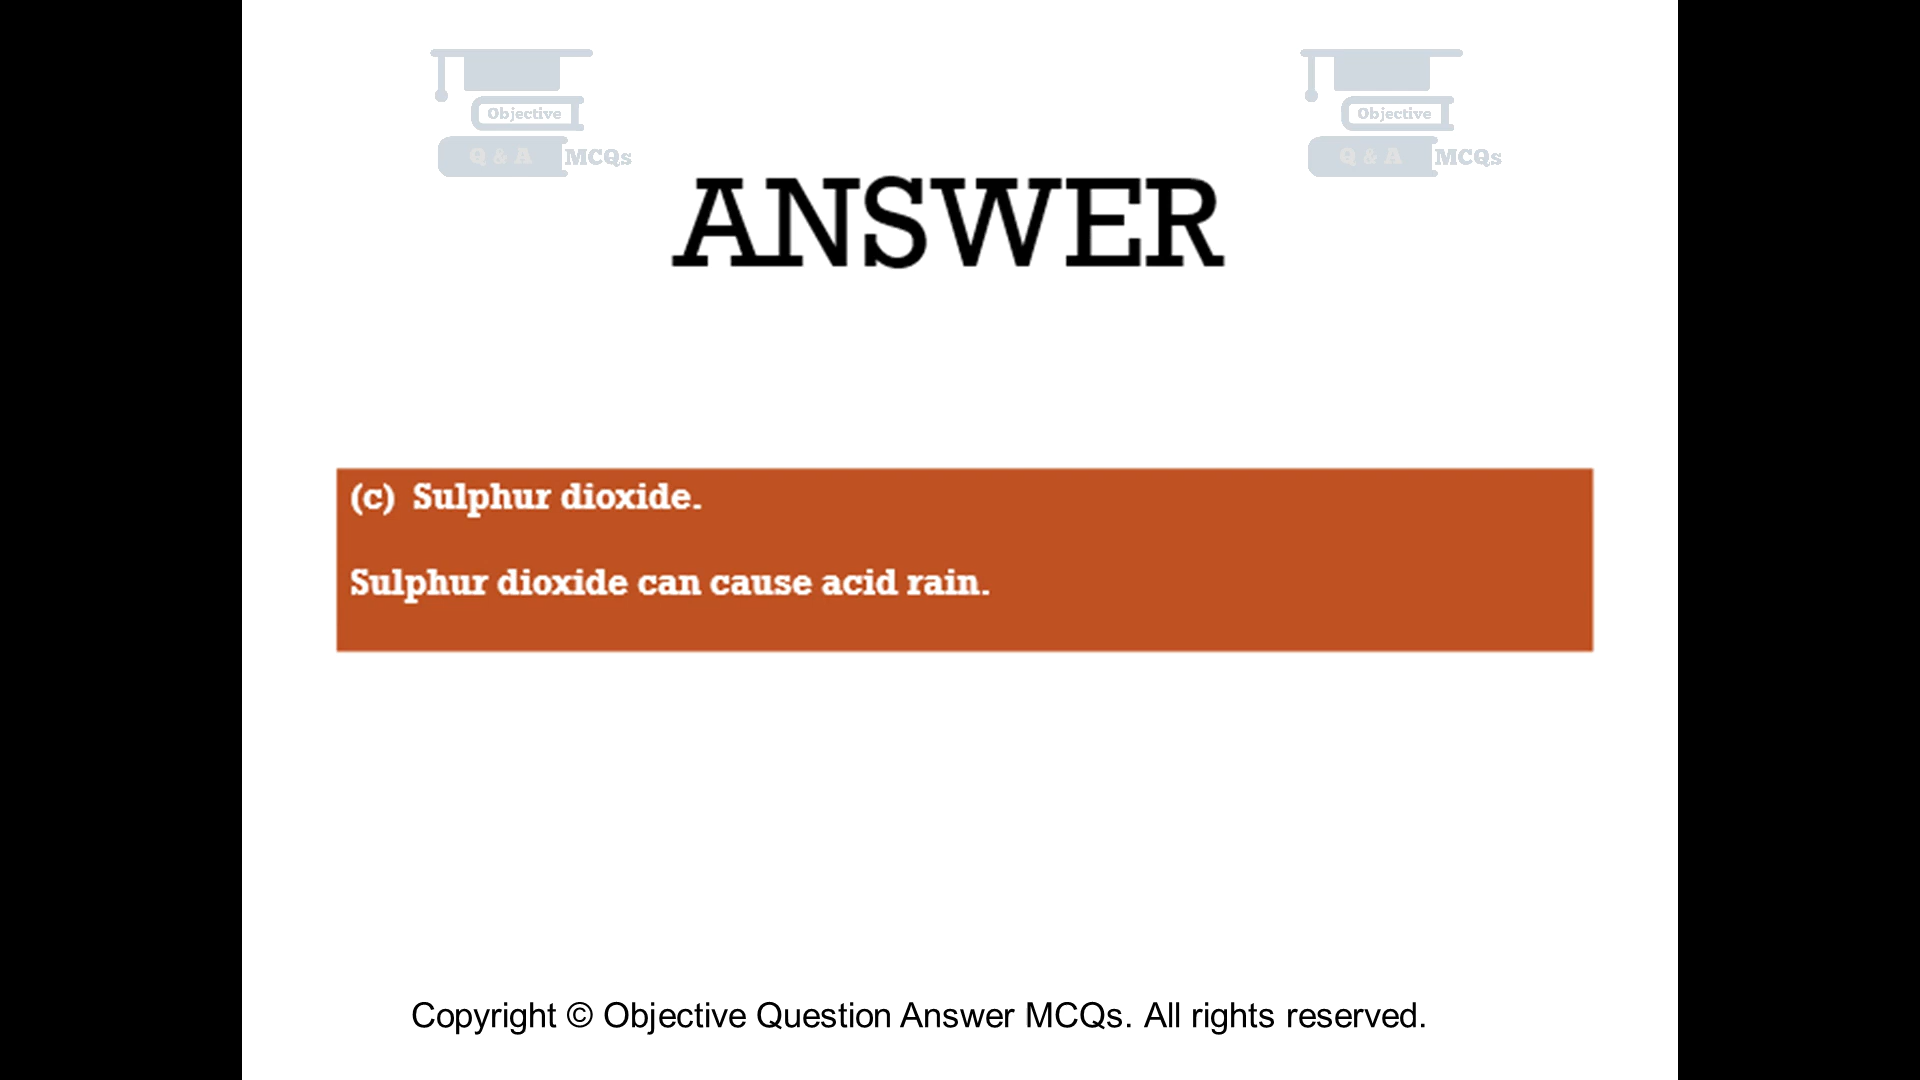 Objective
Q & A MCQs
Objective
Q & A MCQs
ANSWER
(c) Sulphur dioxide.
Sulphur dioxide can cause acid rain.
Copyright © Objective Question Answer MCQs. All rights reserved.